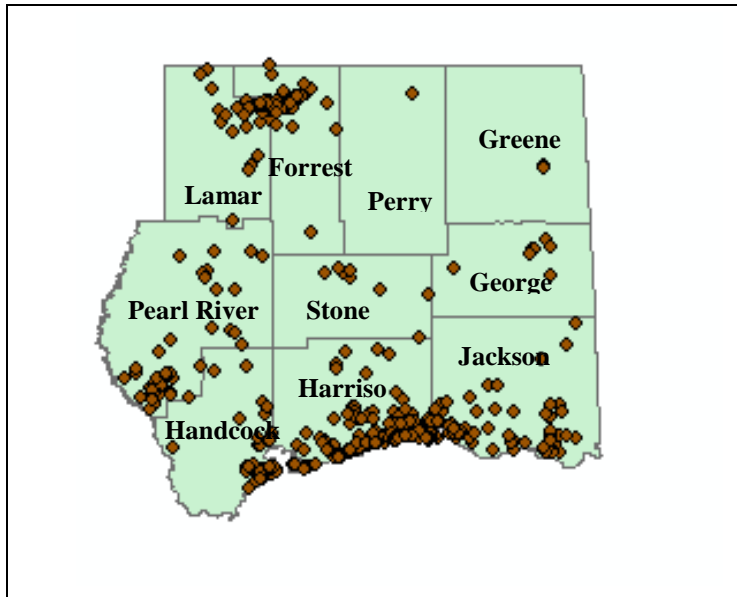 Greene
Forrest
Lamar
Perry
George
Pearl River
Stone
Jackson
Harriso
Handcock